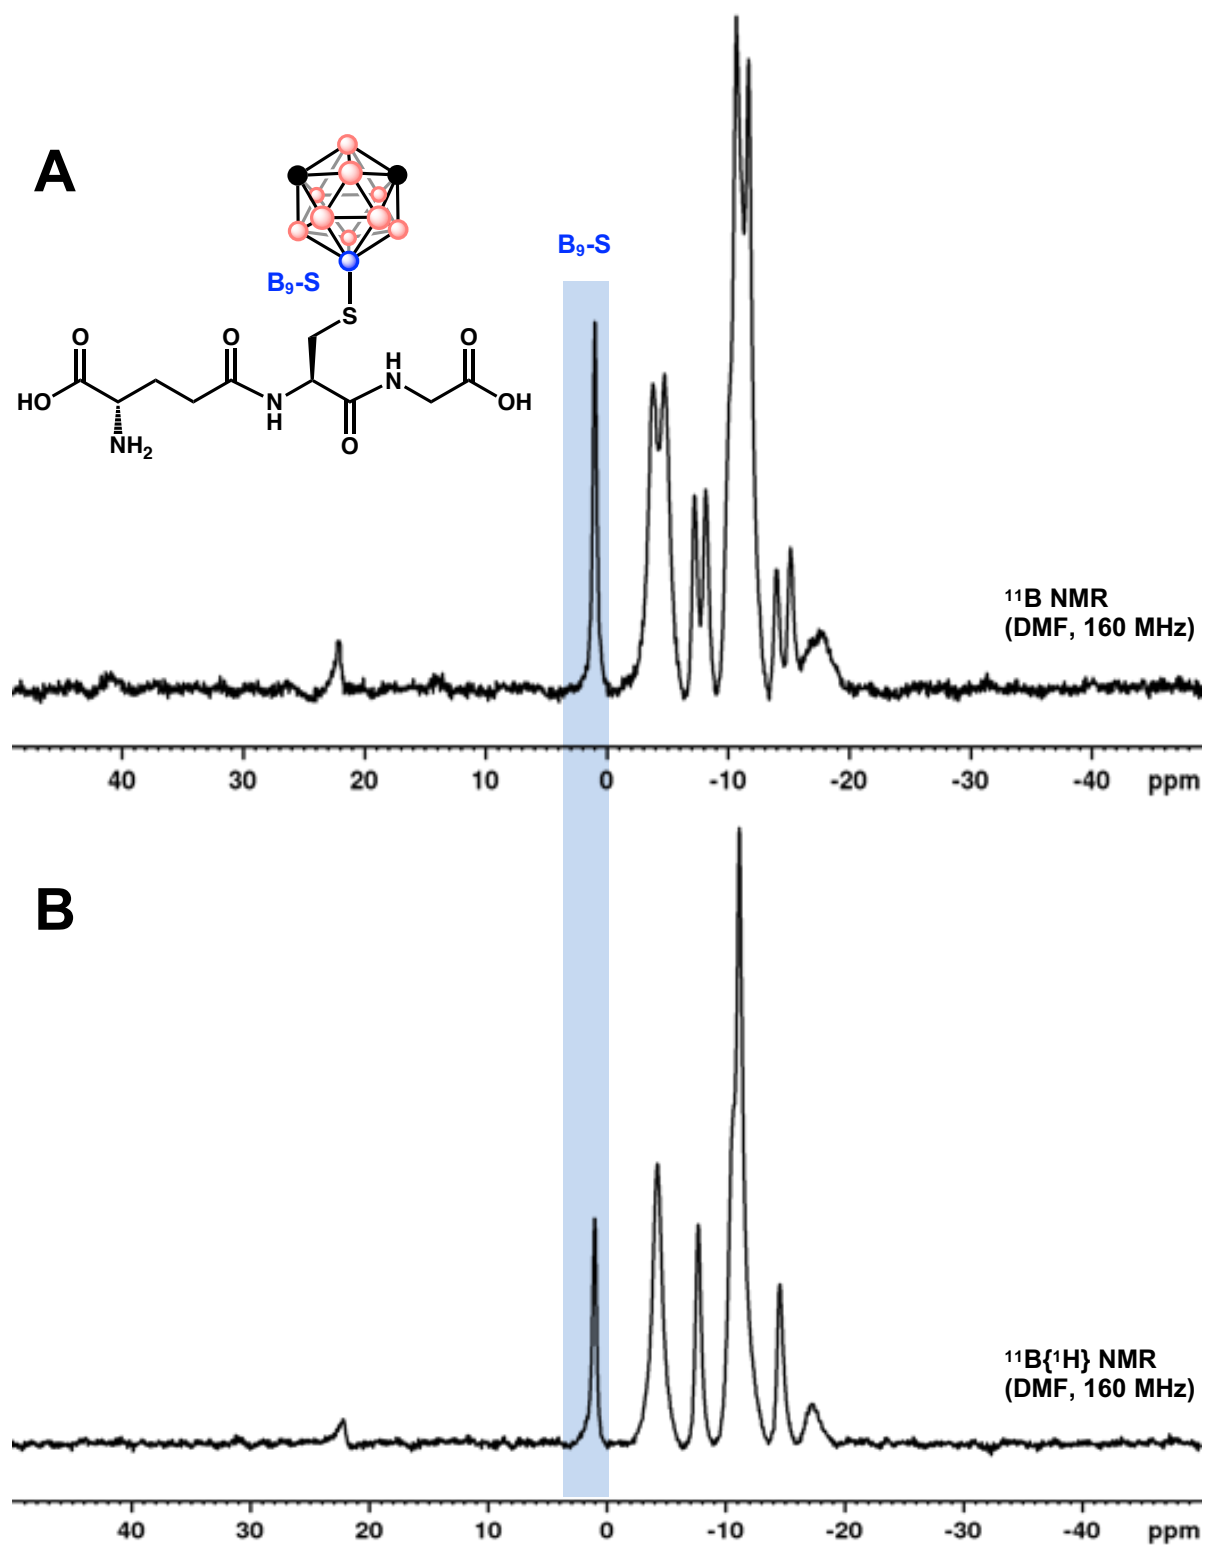 A
B₉-S
B₉-S
S
O
O
H
N
O
HO
N
H
OH
NH₂
O
¹¹B NMR
(DMF, 160 MHz)
40 30 20 10 0 -10 -20 -30 -40 ppm
B
¹¹B{¹H} NMR
(DMF, 160 MHz)
40 30 20 10 0 -10 -20 -30 -40 ppm